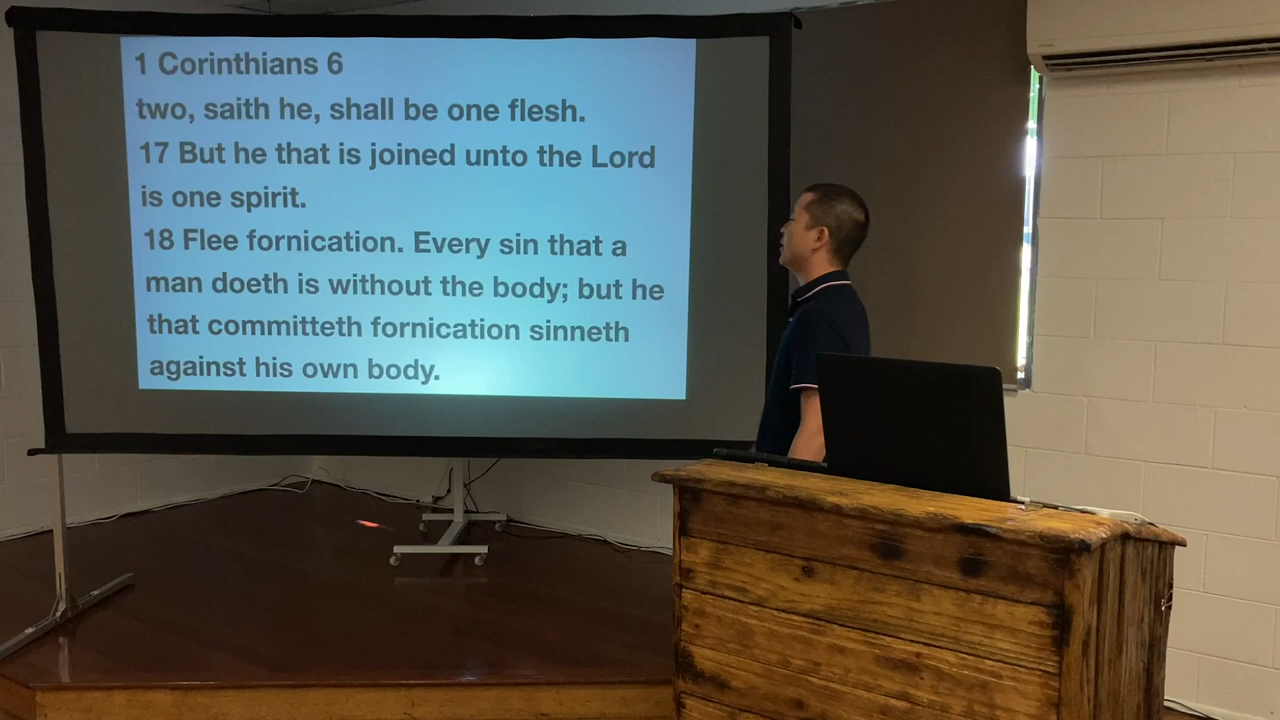 1 Corinthians 6
two, saith he, shall be one flesh.
17 But he that is joined unto the Lord
is one spirit.
18 Flee fornication. Every sin that a
man doeth is without the body; but he
that committeth fornication sinneth
against his own body.